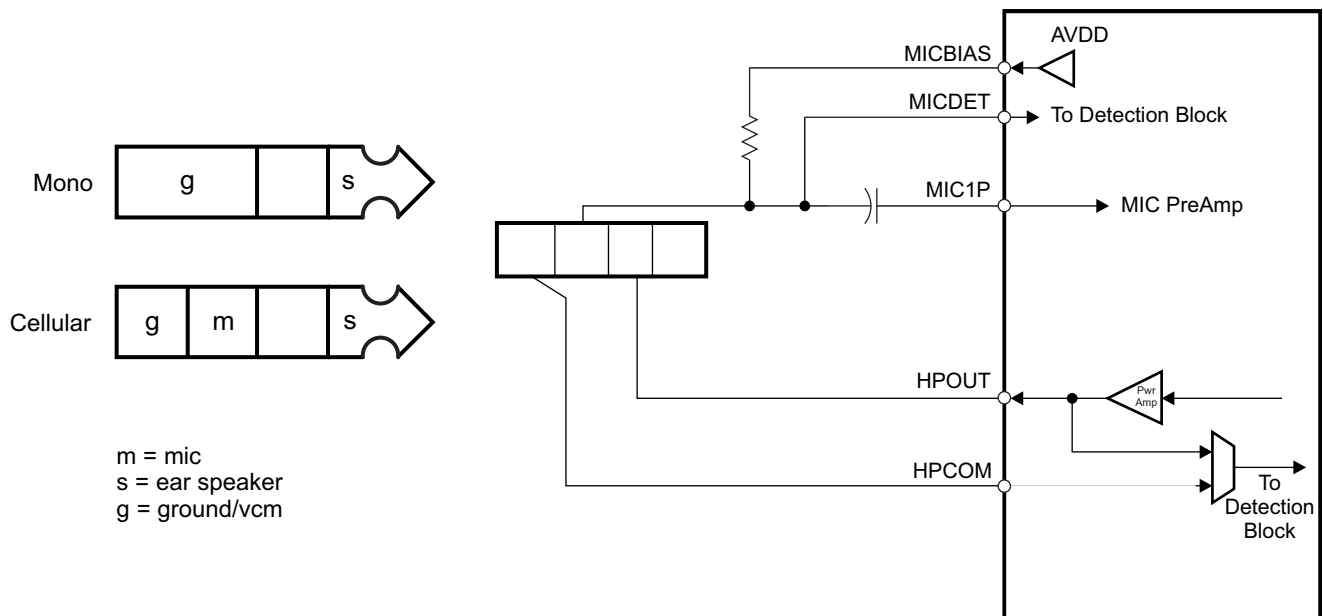 AVDD
MICBIAS
MICDET
To Detection Block
Mono
g
s
MIC1P
MIC PreAmp
Cellular
g
m
s
HPOUT
Pwr
Amp
m = mic
s = ear speaker
g = ground/vcm
HPCOM
To
Detection
Block